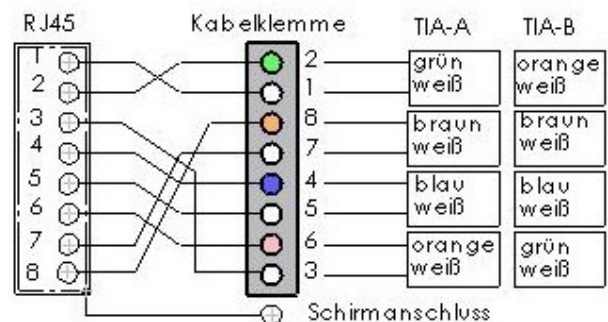 RJ45 Kabelklemme TIA-A TIA-B
1 2 grün orange
2 1 weiß weiß
3 8 braun braun
4 7 weiß weiß
5 4 blau blau
6 5 weiß weiß
7 6 orange grün
8 3 weiß weiß
Schirmanschluss